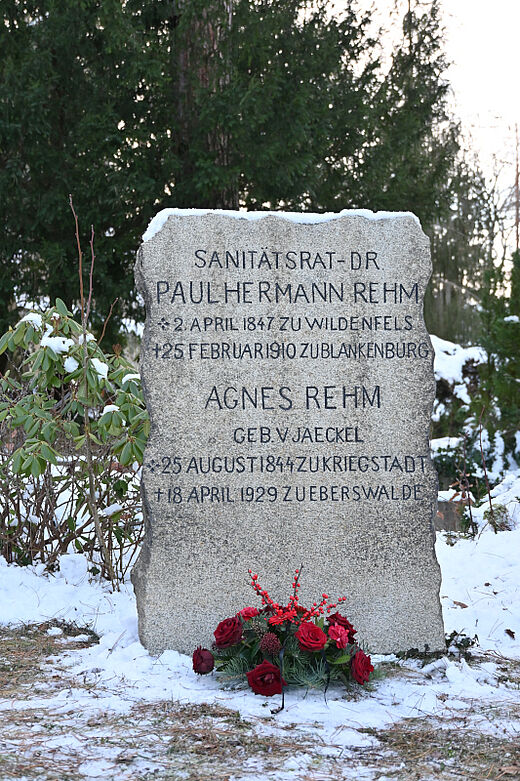 SANITÄTSRAT-DR
PAUL HERMANN REHM
* 2. APRIL 1847 ZU WILDENFELS
†25 FEBRUAR 1910 ZU BLANKENBURG
AGNES REHM
GEB. V JAECKEL
*25 AUGUST 1844 ZU KRIEGSTADT
†18 APRIL 1929 ZU EBERSWALDE